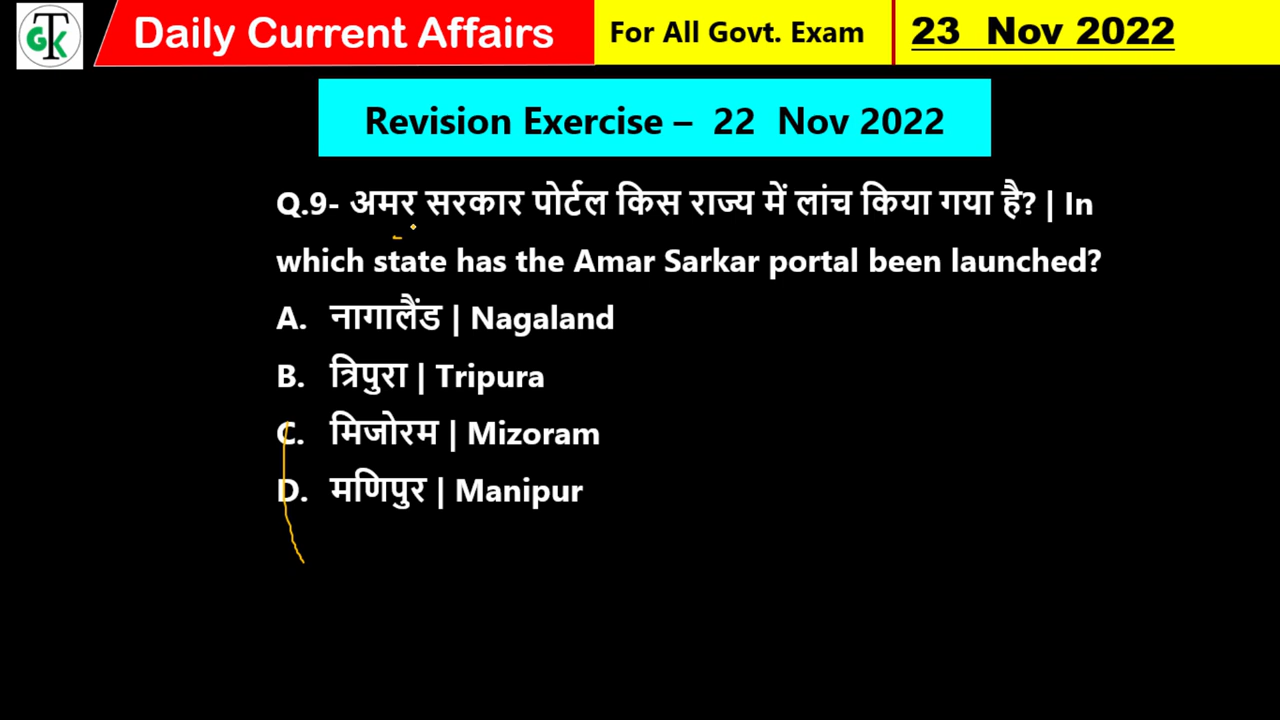 TGK
Daily Current Affairs
For All Govt. Exam
23 Nov 2022
Revision Exercise – 22 Nov 2022
Q.9- अमर सरकार पोर्टल किस राज्य में लांच किया गया है? | In
which state has the Amar Sarkar portal been launched?
A. नागालैंड | Nagaland
B. त्रिपुरा | Tripura
C. मिजोरम | Mizoram
D. मणिपुर | Manipur